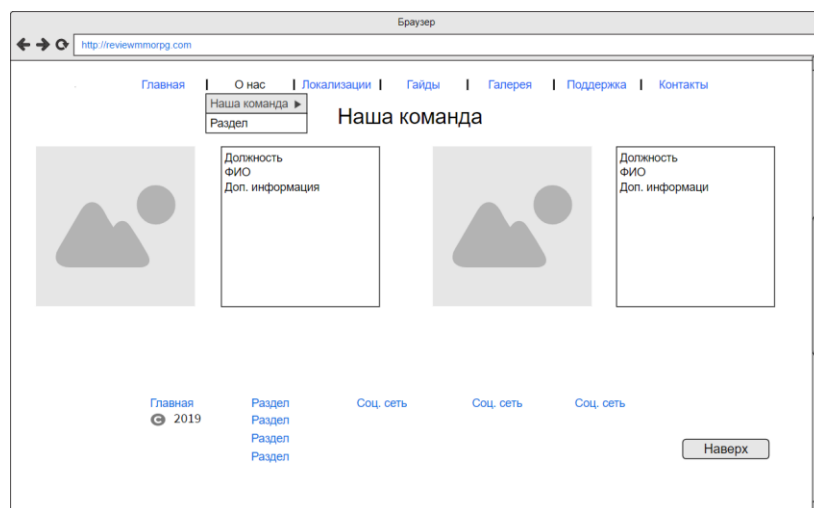 Браузер
http://reviewmmorpg.com
Главная | О нас | Локализации | Гайды | Галерея | Поддержка | Контакты
Наша команда
Раздел
Наша команда
Должность
ФИО
Доп. информация
Должность
ФИО
Доп. информаци
Главная Раздел Соц. сеть Соц. сеть Соц. сеть
© 2019 Раздел
Раздел
Раздел
Наверх